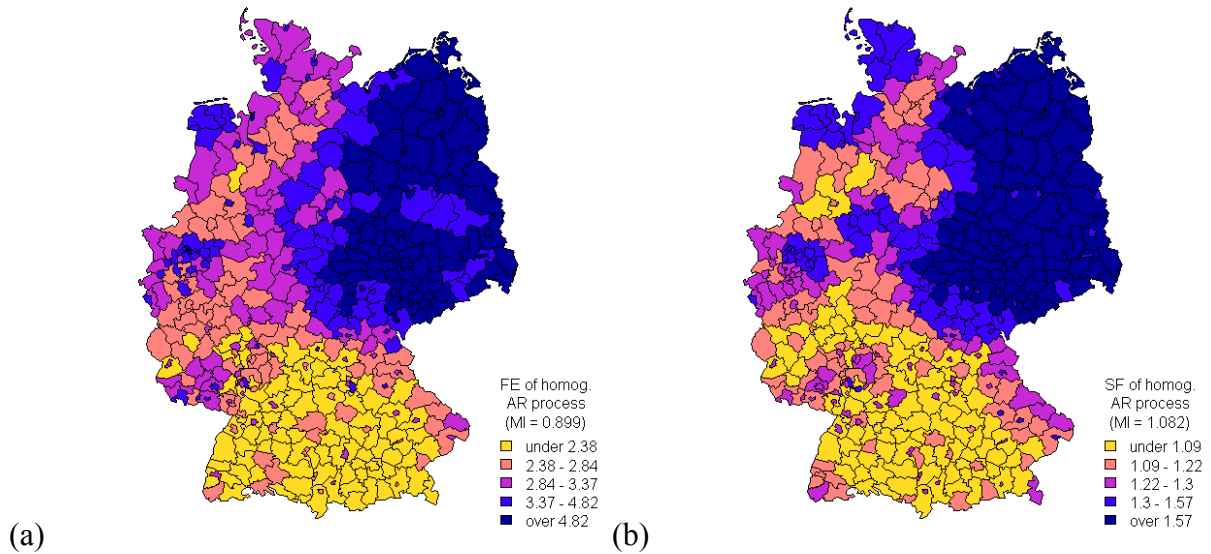 FE of homog.
AR process
(MI = 0.899)
under 2.38
2.38 - 2.84
2.84 - 3.37
3.37 - 4.82
over 4.82
(a)
SF of homog.
AR process
(MI = 1.082)
under 1.09
1.09 - 1.22
1.22 - 1.3
1.3 - 1.57
over 1.57
(b)